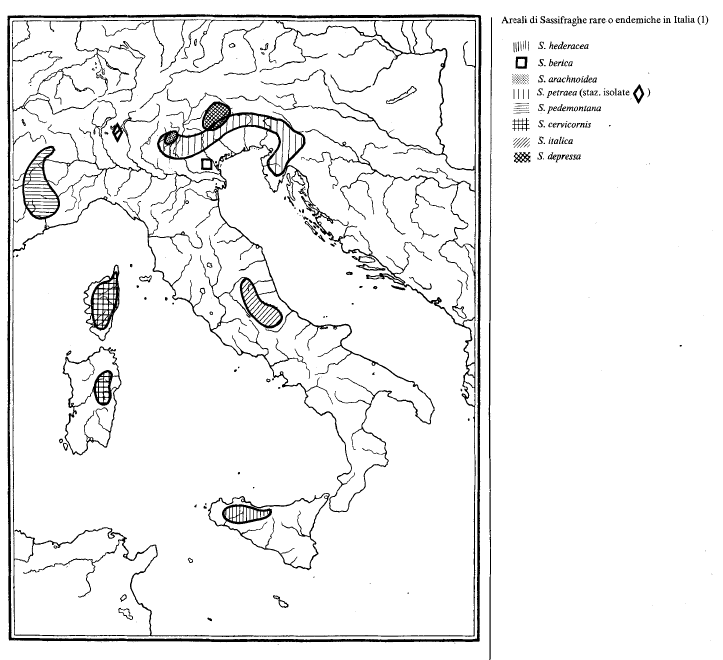 Areali di Sassifraghe rare o endemiche in Italia (1)
S. hederacea
S. berica
S. arachnoidea
S. petraea (staz. isolate )
S. pedemontana
S. cervicornis
S. italica
S. depressa